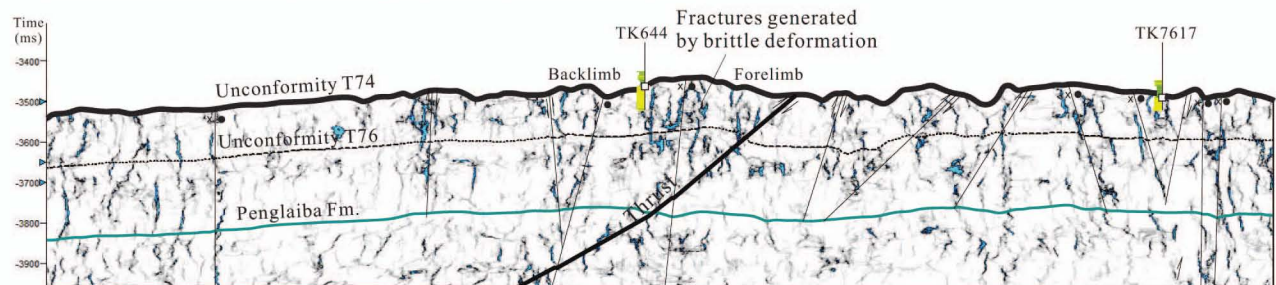 Time
(ms)
-3400
-3500
-3600
-3700
-3800
-3900
Unconformity T74
Unconformity T76
Penglaiba Fm.
Backlimb
TK644
Fractures generated
by brittle deformation
Forelimb
Thrust
TK7617
x
x
x
x
x
x